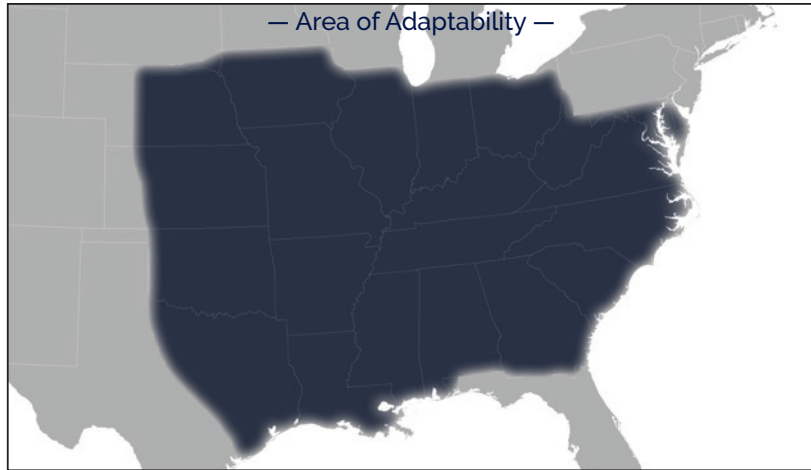 — Area of Adaptability —